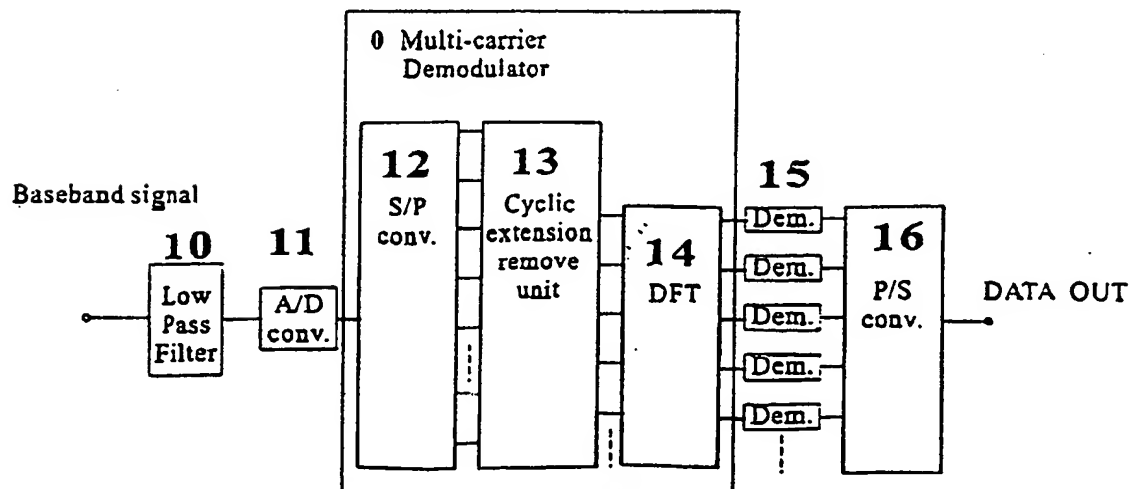 0 Multi-carrier
Demodulator
Baseband signal
10
Low
Pass
Filter
11
A/D
conv.
12
S/P
conv.
13
Cyclic
extension
remove
unit
14
DFT
15
Dem.
Dem.
Dem.
Dem.
Dem.
16
P/S
conv.
DATA OUT